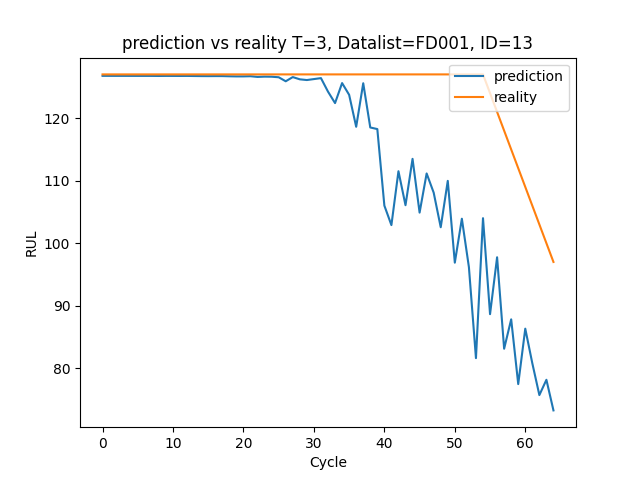 prediction vs reality T=3, Datalist=FD001, ID=13
prediction
reality
RUL
120
110
100
90
80
0 10 20 30 40 50 60
Cycle